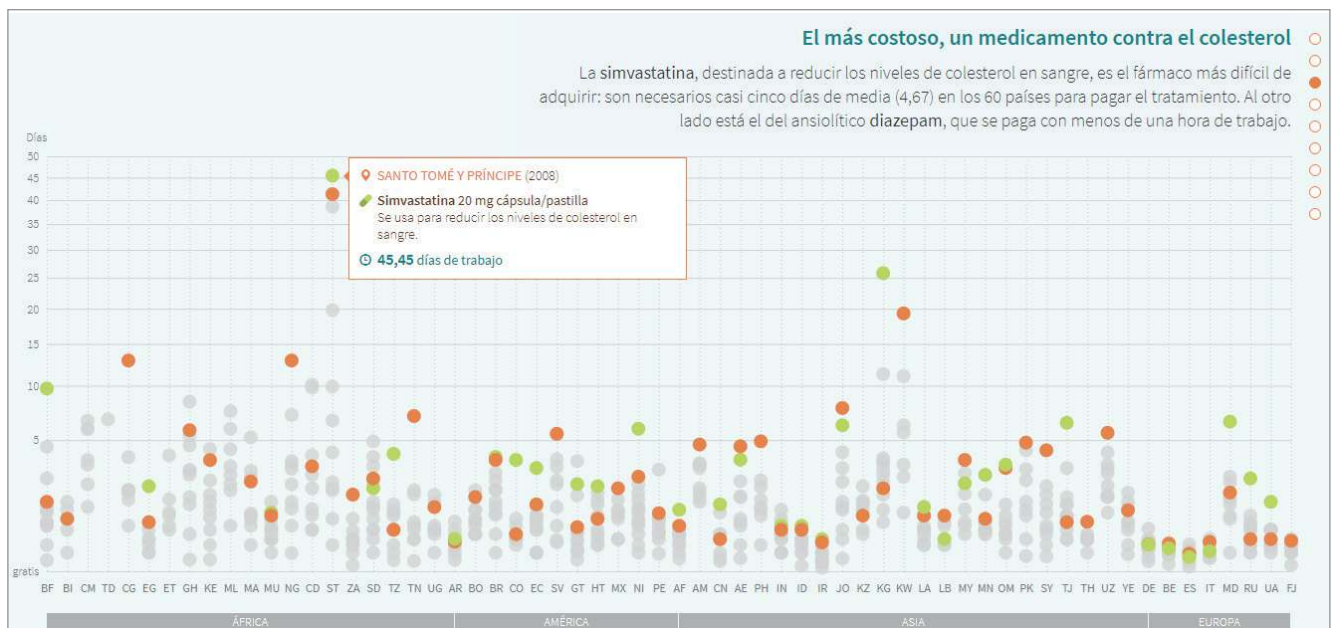 El más costoso, un medicamento contra el colesterol
La simvastatina, destinada a reducir los niveles de colesterol en sangre, es el fármaco más difícil de
adquirir: son necesarios casi cinco días de media (4,67) en los 60 países para pagar el tratamiento. Al otro
lado está el del ansiolítico diazepam, que se paga con menos de una hora de trabajo.
Días
50
45
40
35
30
25
20
15
10
5
gratis
SANTO TOMÉ Y PRÍNCIPE (2008)
Simvastatina 20 mg cápsula/pastilla
Se usa para reducir los niveles de colesterol en
sangre.
45,45 días de trabajo
BF BI CM TD CG EG ET GH KE ML MA MU NG CD ST ZA SD TZ TN UG AR BO BR CO EC SV GT HT MX NI PE AF AM CN AE PH IN ID IR JO KZ KG KW LA LB MY MN OM PK SY TJ TH UZ YE DE BE ES IT MD RU UA FJ
ÁFRICA AMÉRICA ASIA EUROPA